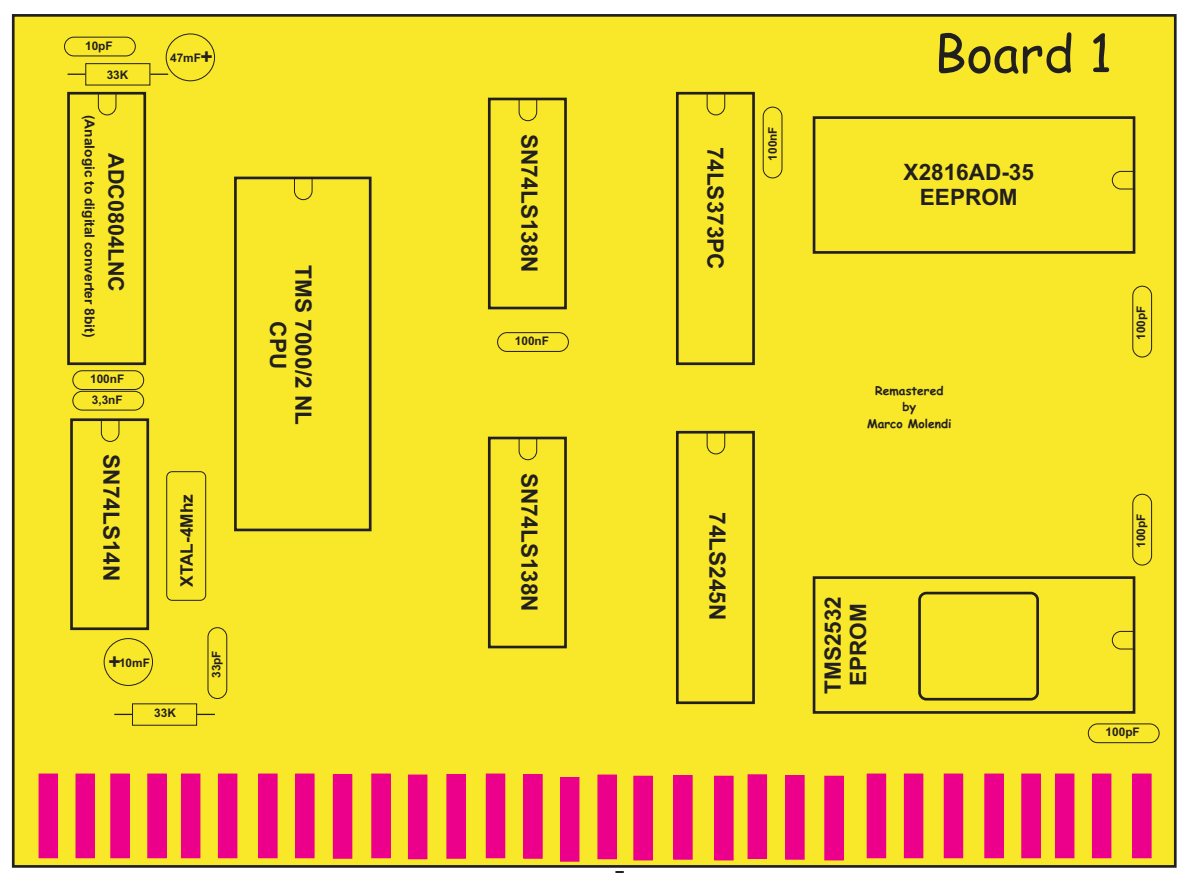 Board 1
10pF
47mF+
33K
ADC0804LNC
(Analogic to digital converter 8bit)
100nF
3,3nF
SN74LS14N
XTAL-4Mhz
+10mF
33pF
33K
TMS 7000/2 NL
CPU
SN74LS138N
100nF
SN74LS138N
74LS373PC
100nF
74LS245N
X2816AD-35
EEPROM
100pF
Remastered
by
Marco Molendi
100pF
TMS2532
EPROM
100pF